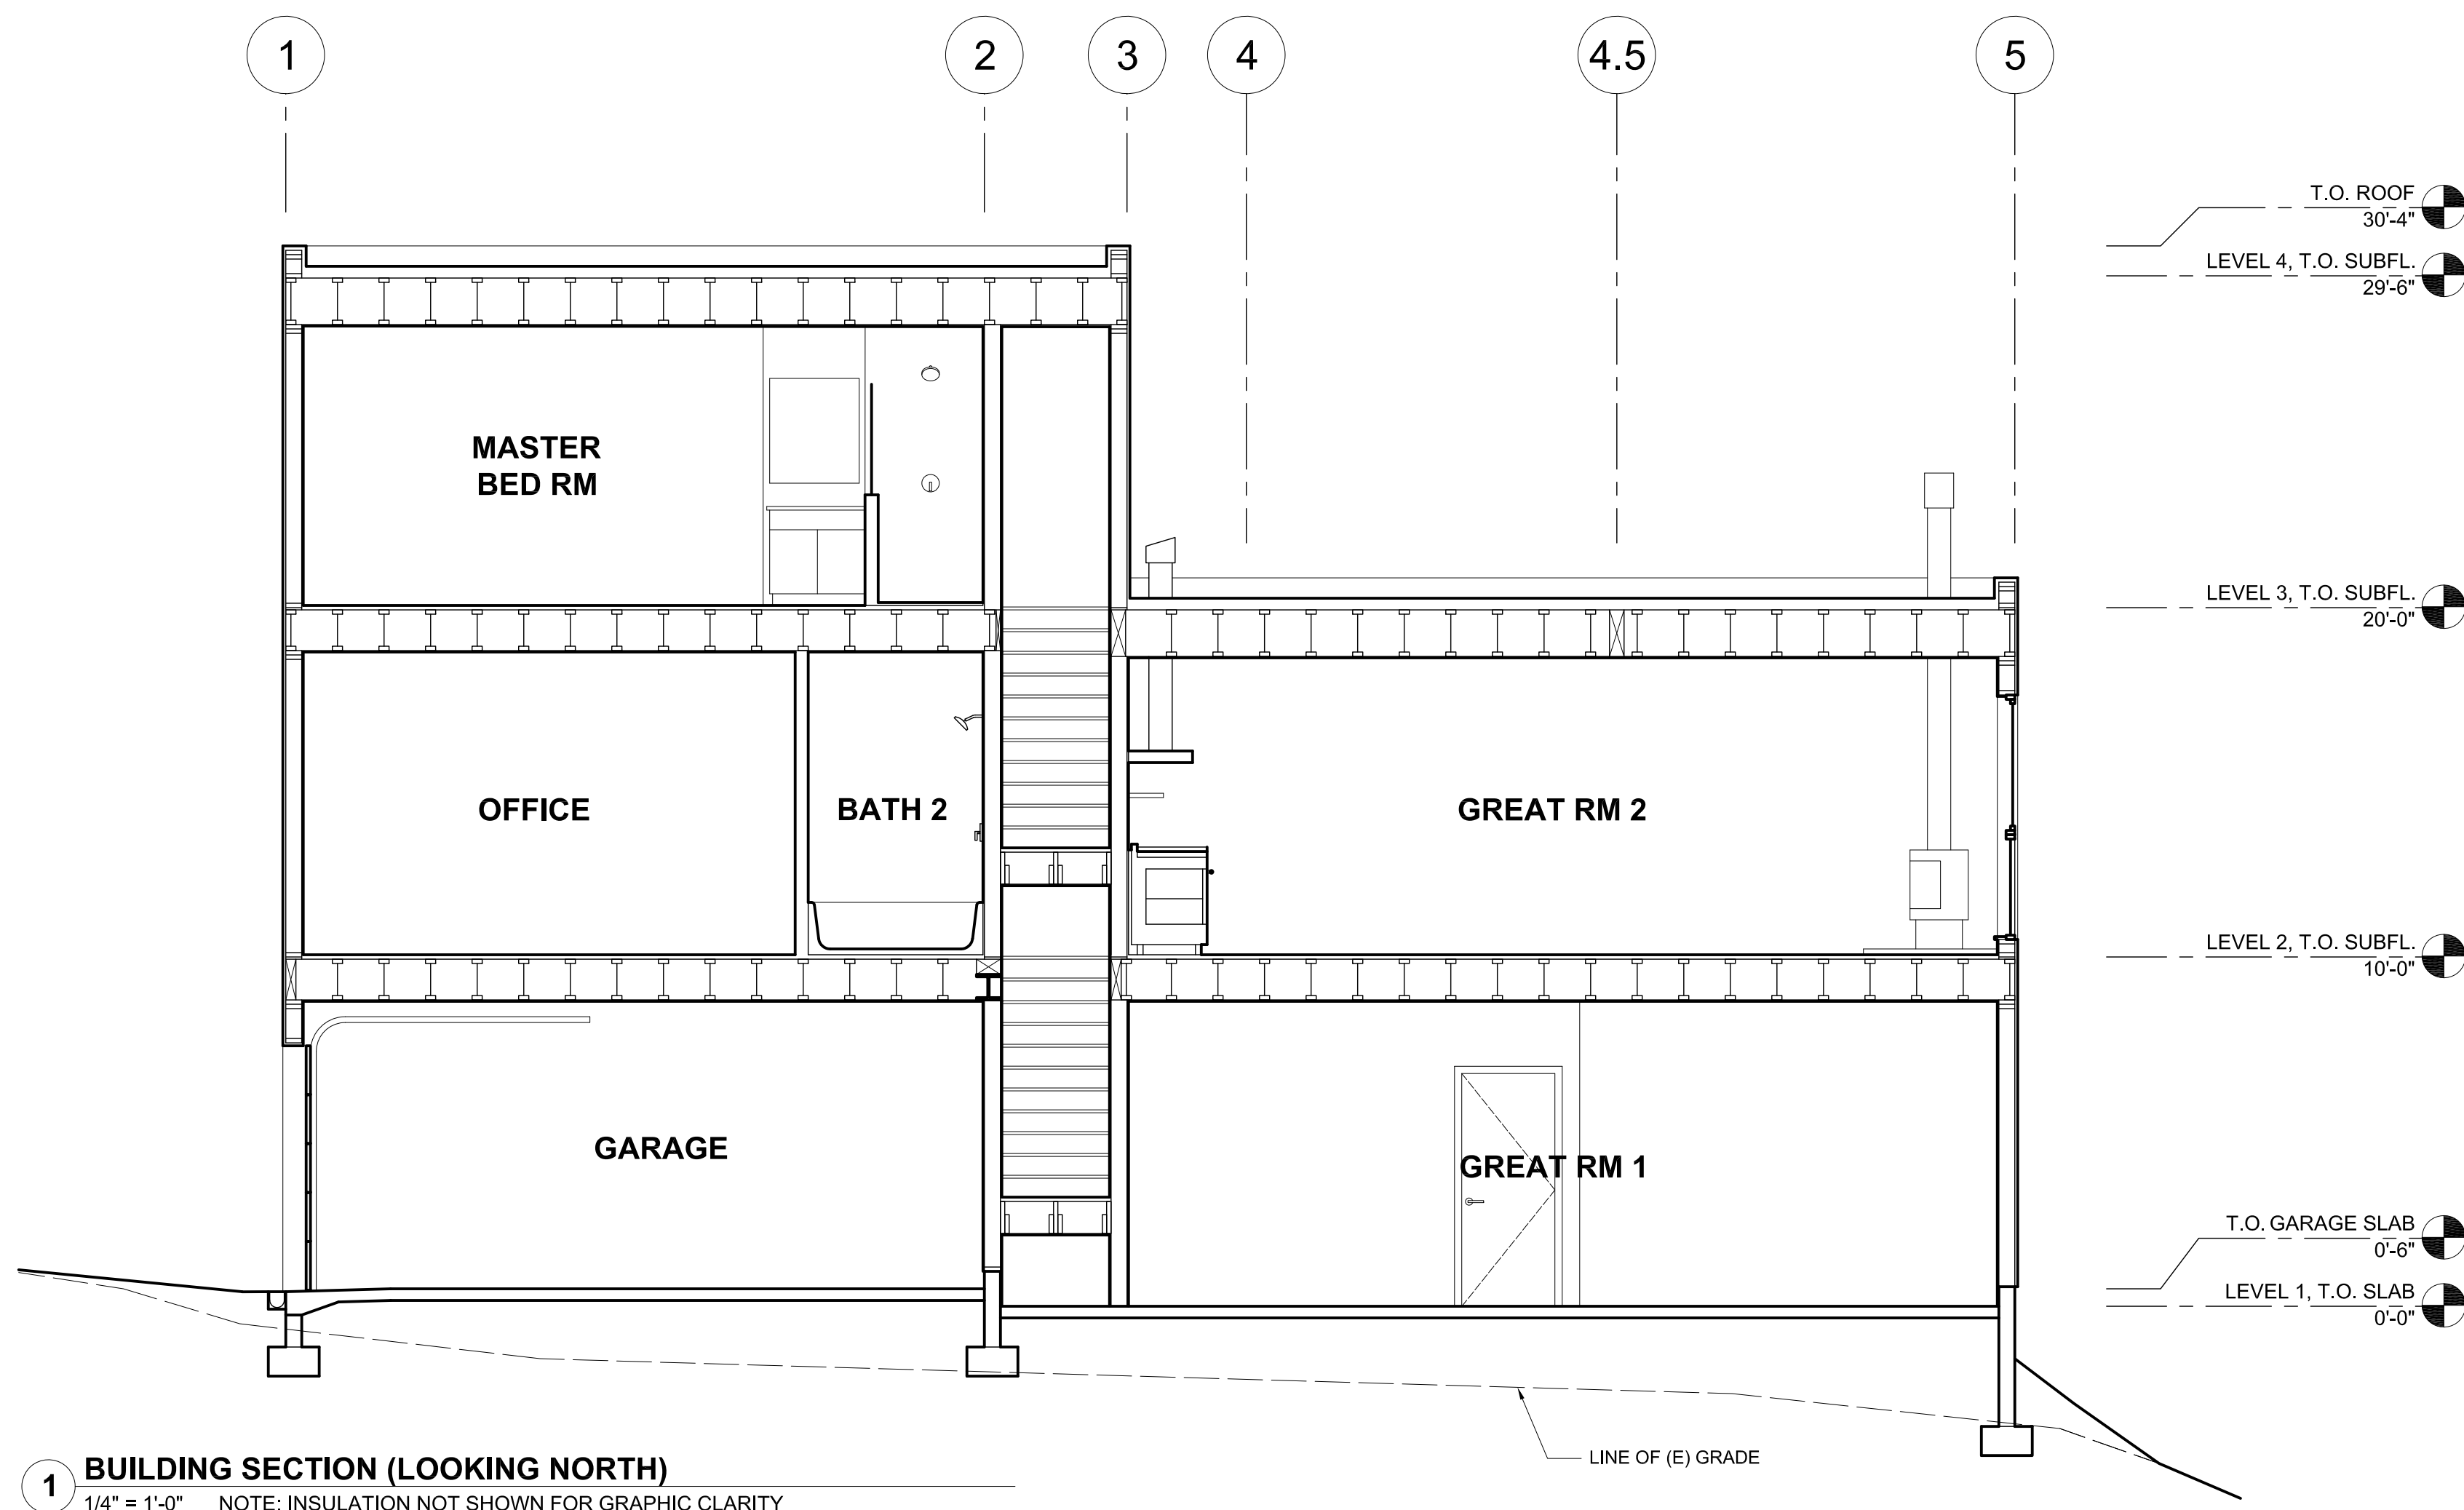 1
2
3
4
4.5
5
T.O. ROOF
30'-4"
LEVEL 4, T.O. SUBFL.
29'-6"
MASTER
BED RM
LEVEL 3, T.O. SUBFL.
20'-0"
OFFICE
BATH 2
GREAT RM 2
LEVEL 2, T.O. SUBFL.
10'-0"
GARAGE
GREAT RM 1
T.O. GARAGE SLAB
0'-6"
LEVEL 1, T.O. SLAB
0'-0"
LINE OF (E) GRADE
1 BUILDING SECTION (LOOKING NORTH)
1/4" = 1'-0" NOTE: INSULATION NOT SHOWN FOR GRAPHIC CLARITY